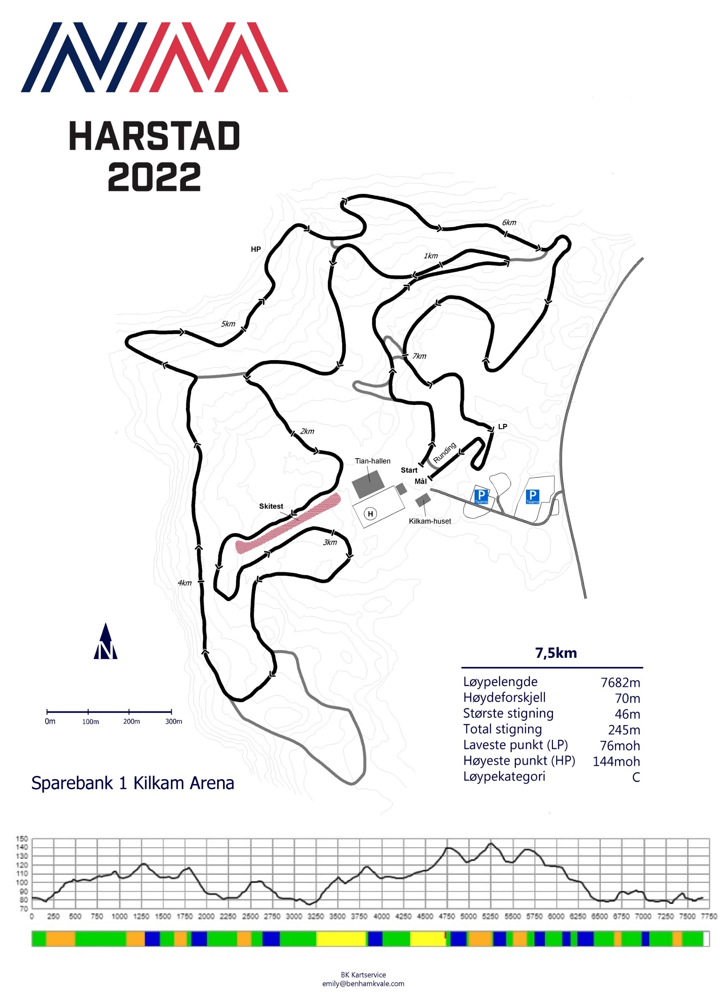 NM
HARSTAD
2022
6km
HP
1km
5km
7km
LP
2km
Runding
Tian-hallen
Start
Mål
P
Teams
P
Teams
Skitest
H
Kilkam-huset
3km
4km
N
7,5km
Løypelengde 7682m
Høydeforskjell 70m
Største stigning 46m
Total stigning 245m
Laveste punkt (LP) 76moh
Høyeste punkt (HP) 144moh
Løypekategori C
0m 100m 200m 300m
Sparebank 1 Kilkam Arena
150
140
130
120
110
100
90
80
70
0 250 500 750 1000 1250 1500 1750 2000 2250 2500 2750 3000 3250 3500 3750 4000 4250 4500 4750 5000 5250 5500 5750 6000 6250 6500 6750 7000 7250 7500 7750
BK Kartservice
emily@benhamkvale.com